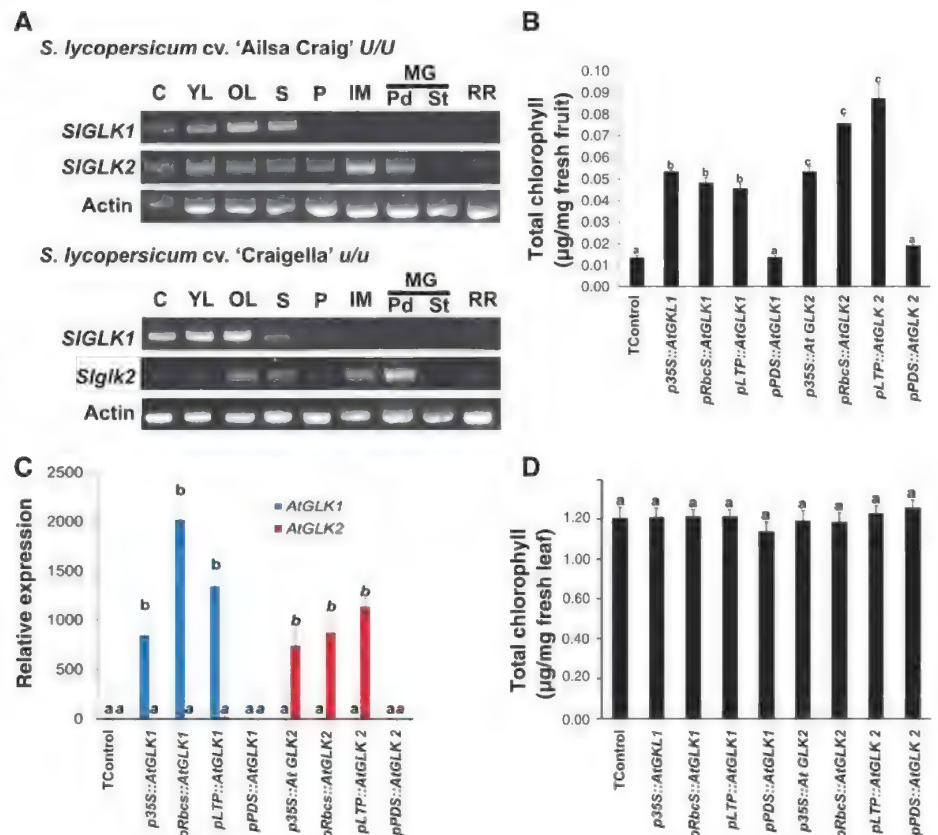 A
S. lycopersicum cv. 'Ailsa Craig' U/U
MG
C YL OL S P IM Pd St RR
SlGLK1
SlGLK2
Actin
S. lycopersicum cv. 'Craigella' u/u
MG
C YL OL S P IM Pd St RR
SlGLK1
Slglk2
Actin
B
Total chlorophyll
(µg/mg fresh fruit)
0.10
0.09
0.08
0.07
0.06
0.05
0.04
0.03
0.02
0.01
0.00
a b b b a c c c a
TControl
p35S::AtGKL1
pRbcS::AtGLK1
pLTP::AtGLK1
pPDS::AtGLK1
p35S::At GLK2
pRbcS::AtGLK2
pLTP::AtGLK 2
pPDS::AtGLK 2
C
Relative expression
2500
2000
1500
1000
500
0
AtGLK1
AtGLK2
a a b a b a b a a a a b a b a b a a
TControl
p35S::AtGLK1
pRbcs::AtGLK1
pLTP::AtGLK1
pPDS::AtGLK1
p35S::At GLK2
pRbcs::AtGLK2
pLTP::AtGLK 2
pPDS::AtGLK 2
D
Total chlorophyll
(µg/mg fresh leaf)
1.20
1.00
0.60
0.40
0.20
0.00
a a a a a a a a a
TControl
p35S::AtGKL1
pRbcS::AtGLK1
pLTP::AtGLK1
pPDS::AtGLK1
p35S::At GLK2
pRbcS::AtGLK2
pLTP::AtGLK 2
pPDS::AtGLK 2